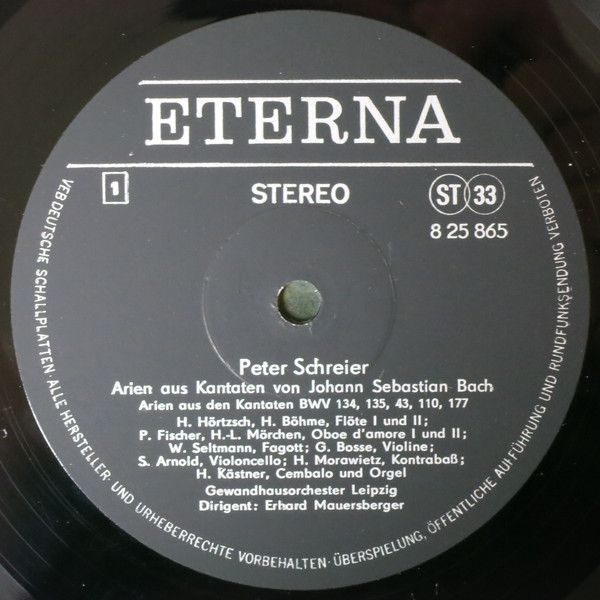 ETERNA
1
STEREO
ST 33
8 25 865
Peter Schreier
Arien aus Kantaten von Johann Sebastian Bach
Arien aus den Kantaten BWV 134, 135, 43, 110, 177
H. Hörtzsch, H. Böhme, Flöte I und II;
P. Fischer, H.-L. Mörchen, Oboe d'amore I und II;
W. Seltmann, Fagott; G. Bosse, Violine;
S. Arnold, Violoncello; H. Morawietz, Kontrabaß;
H. Kästner, Cembalo und Orgel
Gewandhausorchester Leipzig
Dirigent: Erhard Mauersberger
VEB DEUTSCHE SCHALLPLATTEN · ALLE HERSTELLER- UND URHEBERRECHTE VORBEHALTEN · ÜBERSPIELUNG, ÖFFENTLICHE AUFFÜHRUNG UND RUNDFUNKSENDUNG VERBOTEN